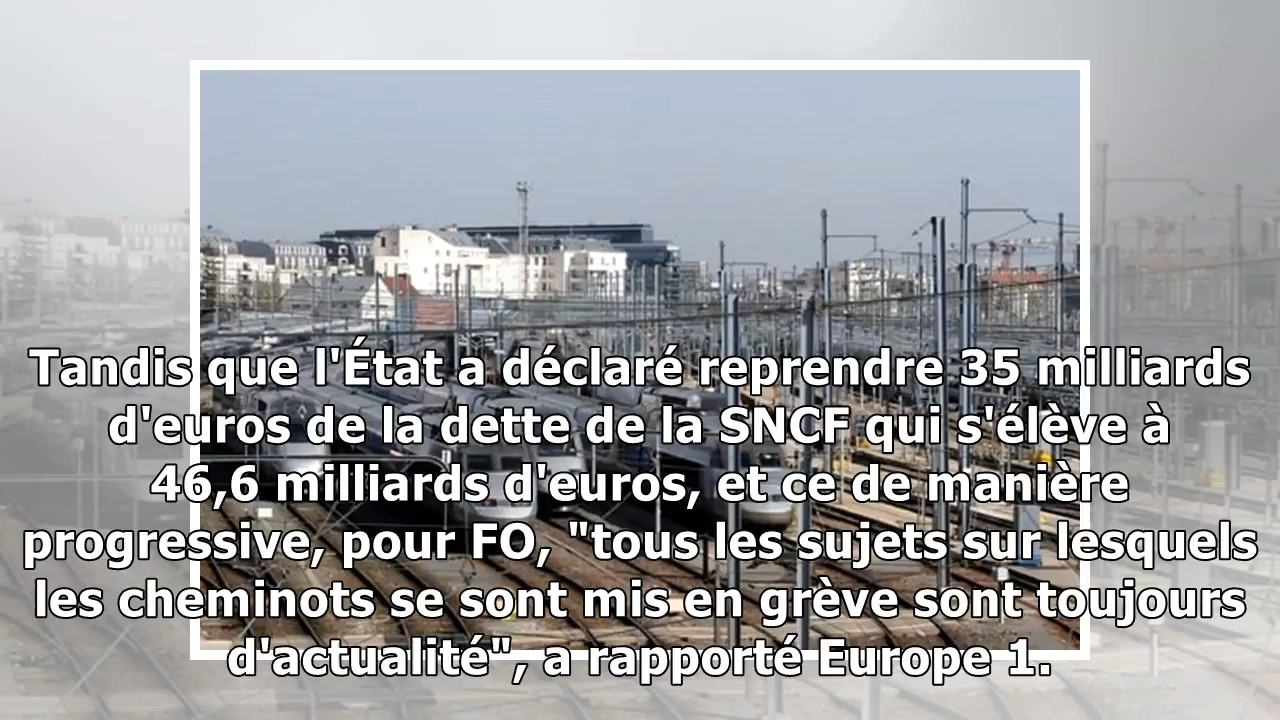 Tandis que l'État a déclaré reprendre 35 milliards
d'euros de la dette de la SNCF qui s'élève à
46,6 milliards d'euros, et ce de manière
progressive, pour FO, "tous les sujets sur lesquels
les cheminots se sont mis en grève sont toujours
d'actualité", a rapporté Europe 1.